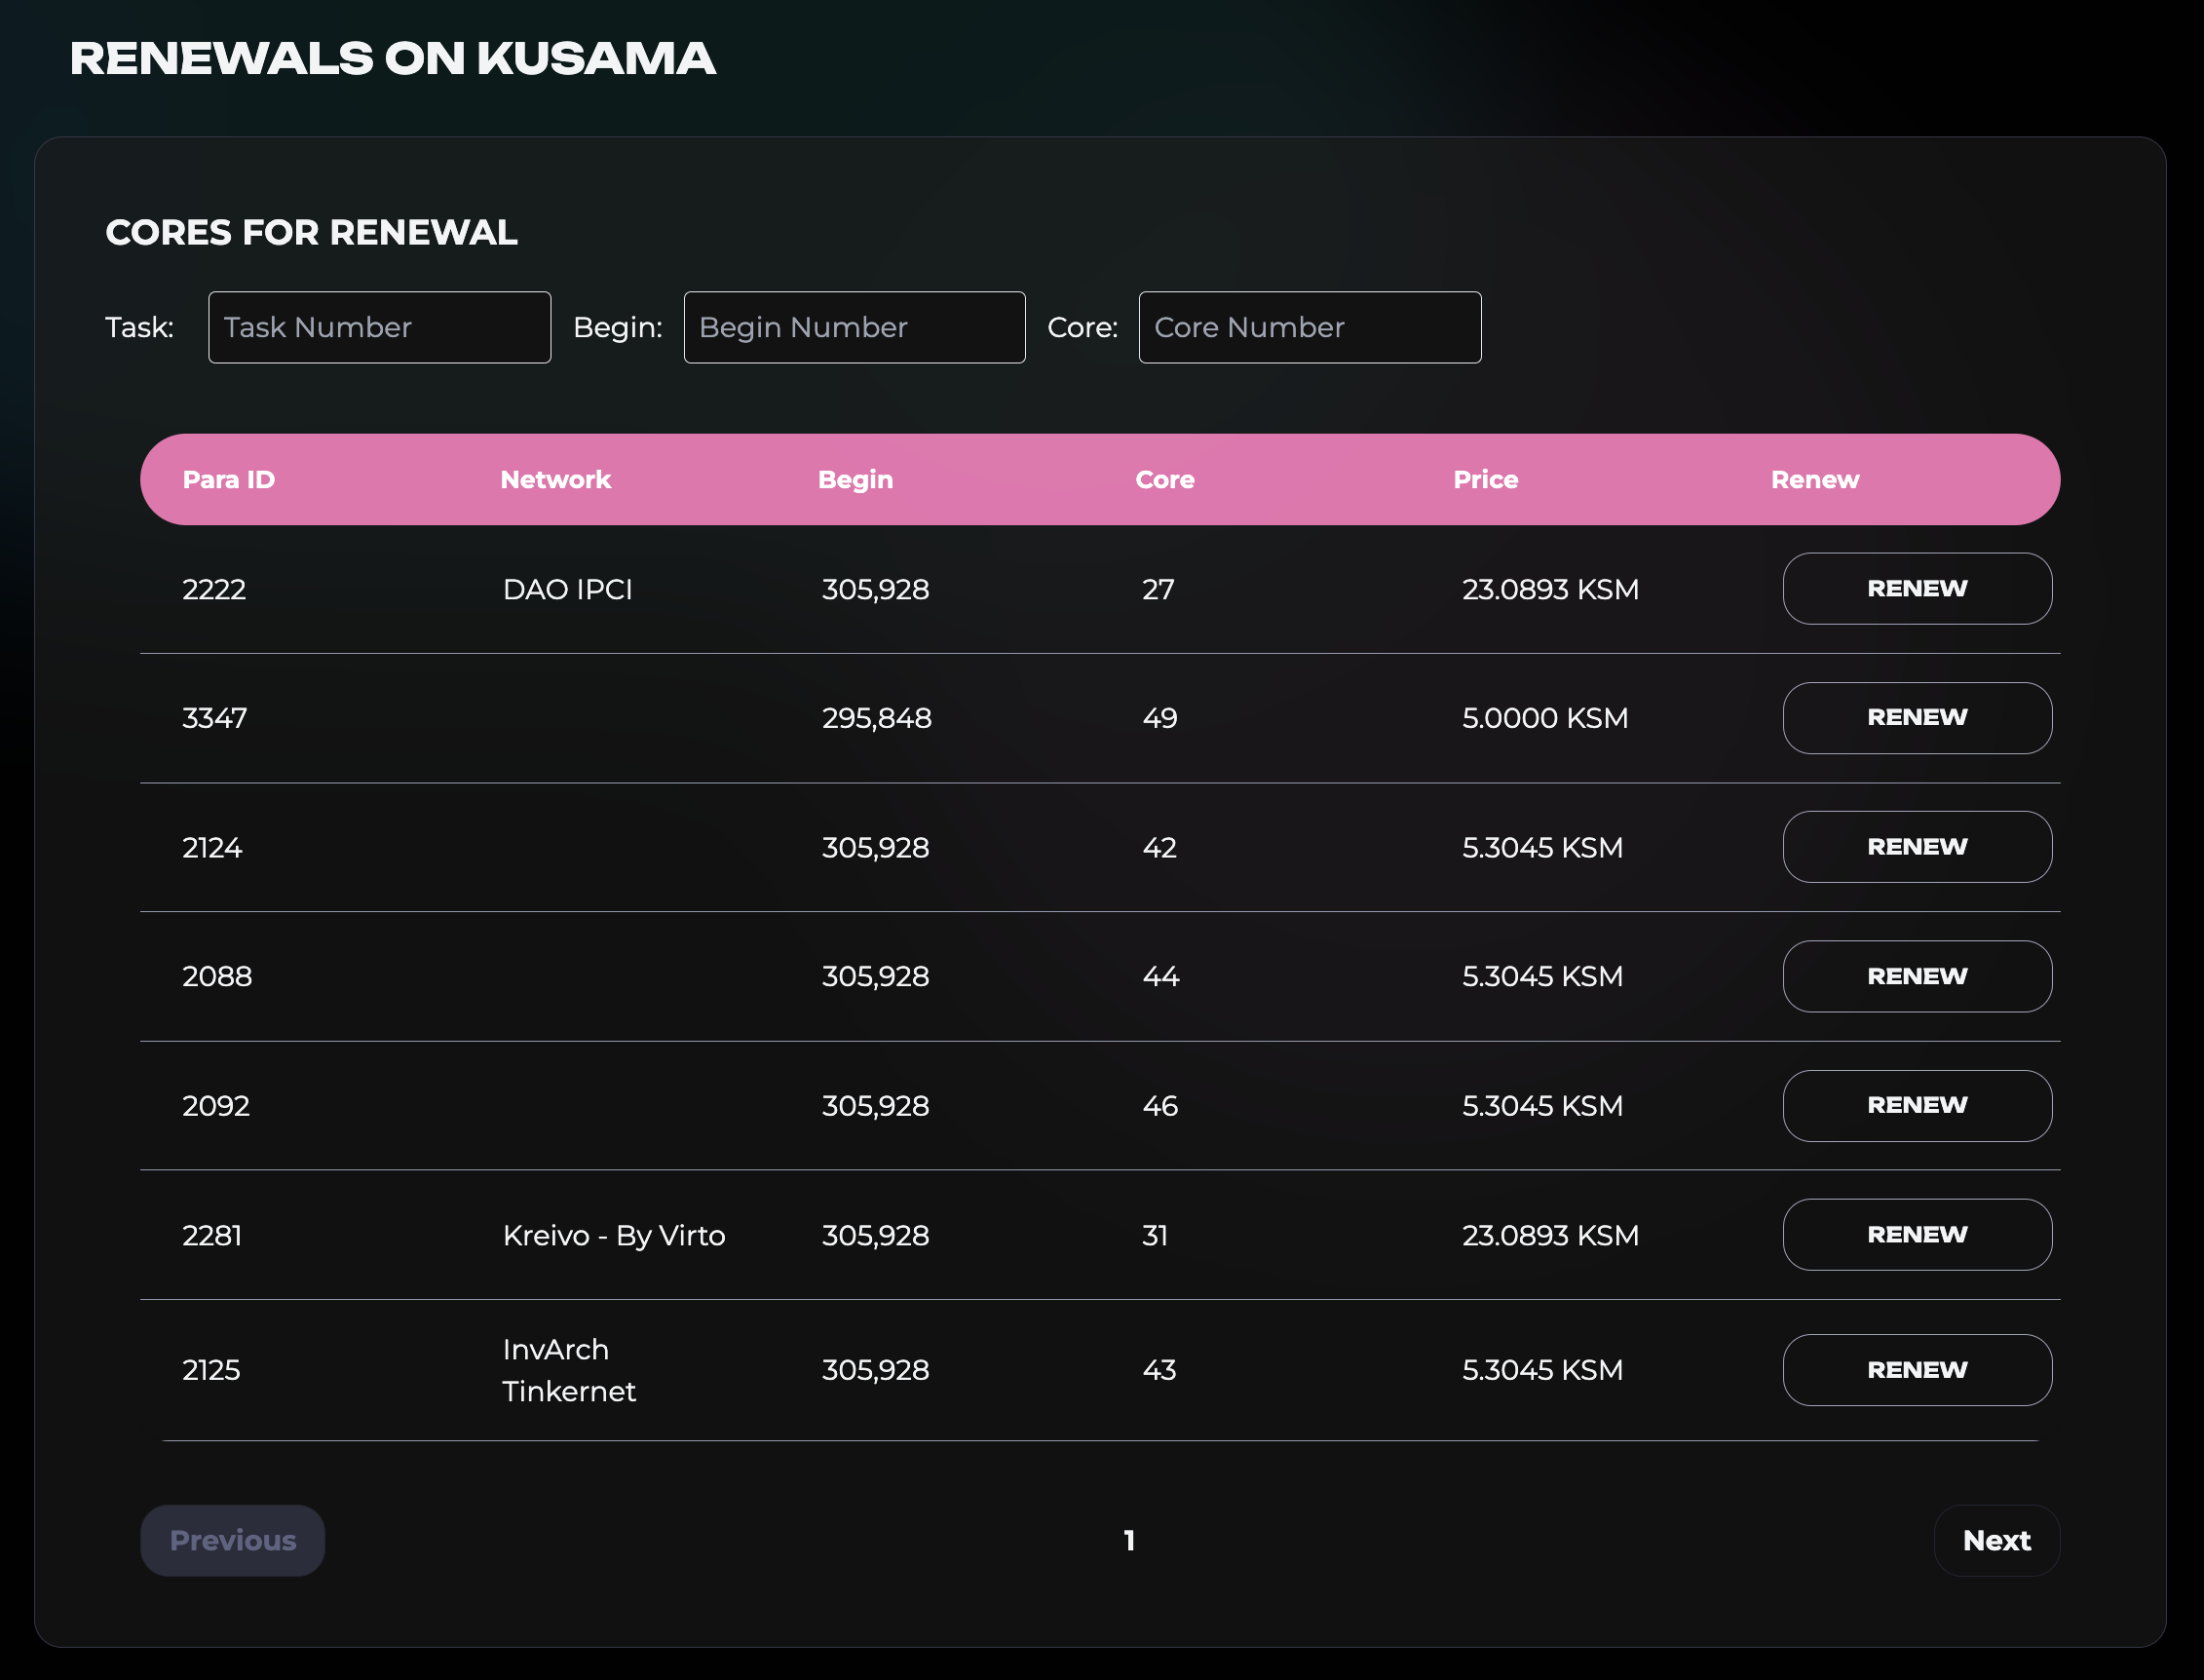 RENEWALS ON KUSAMA
CORES FOR RENEWAL
Task: Task Number Begin: Begin Number Core: Core Number
Para ID Network Begin Core Price Renew
2222 DAO IPCI 305,928 27 23.0893 KSM RENEW
3347 295,848 49 5.0000 KSM RENEW
2124 305,928 42 5.3045 KSM RENEW
2088 305,928 44 5.3045 KSM RENEW
2092 305,928 46 5.3045 KSM RENEW
2281 Kreivo - By Virto 305,928 31 23.0893 KSM RENEW
2125 InvArch Tinkernet 305,928 43 5.3045 KSM RENEW
Previous 1 Next